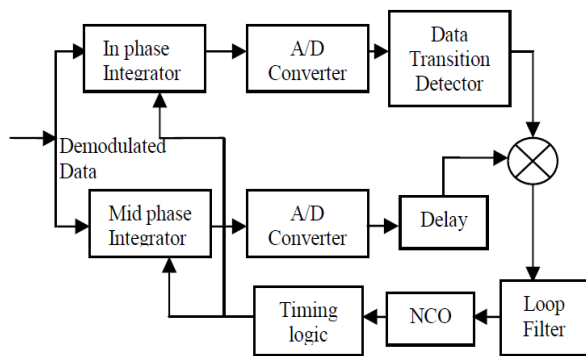 In phase
Integrator
A/D
Converter
Data
Transition
Detector
Demodulated
Data
Mid phase
Integrator
A/D
Converter
Delay
Timing
logic
NCO
Loop
Filter